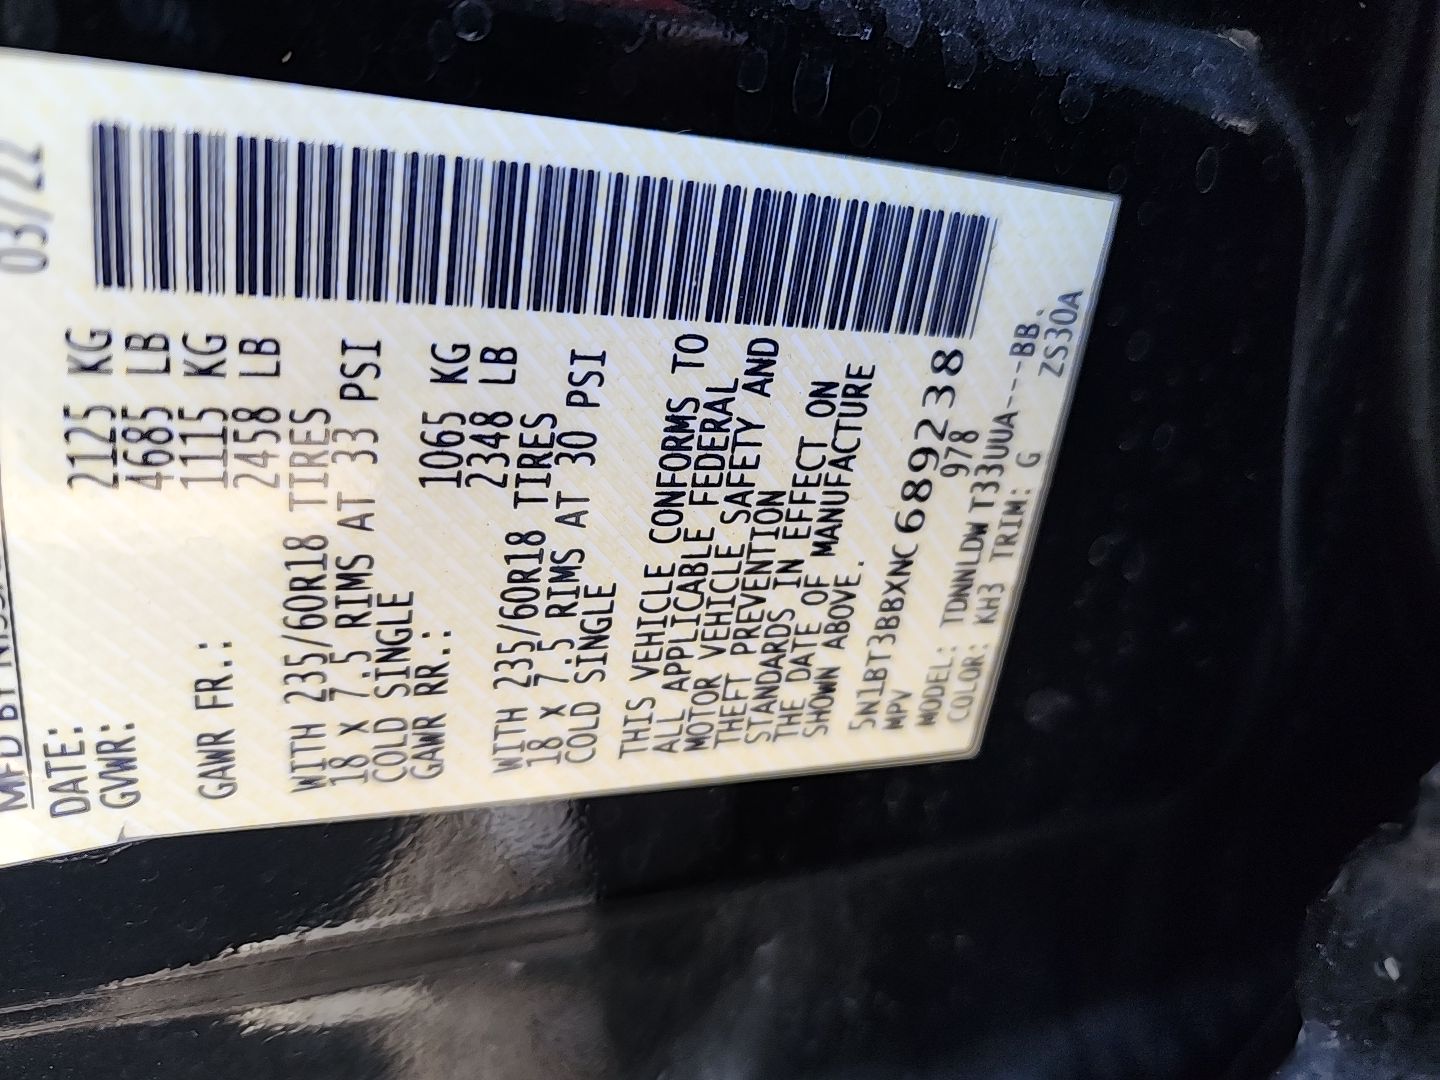 MFD BY NISSA
DATE: 03/22
GVWR: 2125 KG
4685 LB
GAWR FR.: 1115 KG
2458 LB
WITH 235/60R18 TIRES
18 X 7.5 RIMS AT 33 PSI
COLD SINGLE
GAWR RR.: 1065 KG
2348 LB
WITH 235/60R18 TIRES
18 X 7.5 RIMS AT 30 PSI
COLD SINGLE
THIS VEHICLE CONFORMS TO
ALL APPLICABLE FEDERAL
MOTOR VEHICLE SAFETY AND
THEFT PREVENTION
STANDARDS IN EFFECT ON
THE DATE OF MANUFACTURE
SHOWN ABOVE.
5N1BT3BBXNC689238
MPV 978
MODEL: TDNNLDWT33UUA---BB.
COLOR: KH3 TRIM: G ZS30A